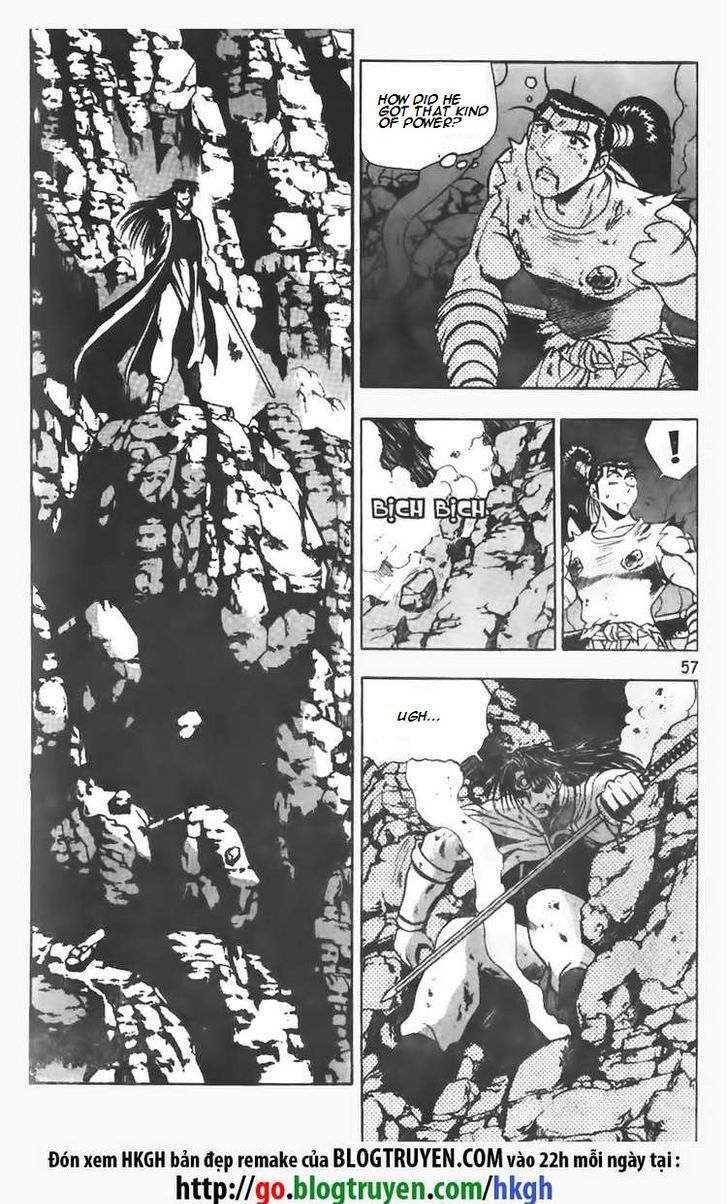 HOW DID HE
GOT THAT KIND
OF POWER?
BỊCH BỊCH
!
57
UGH...
Đón xem HKGH bản đẹp remake của BLOGTRUYEN.COM vào 22h mỗi ngày tại :
http://go.blogtruyen.com/hkgh